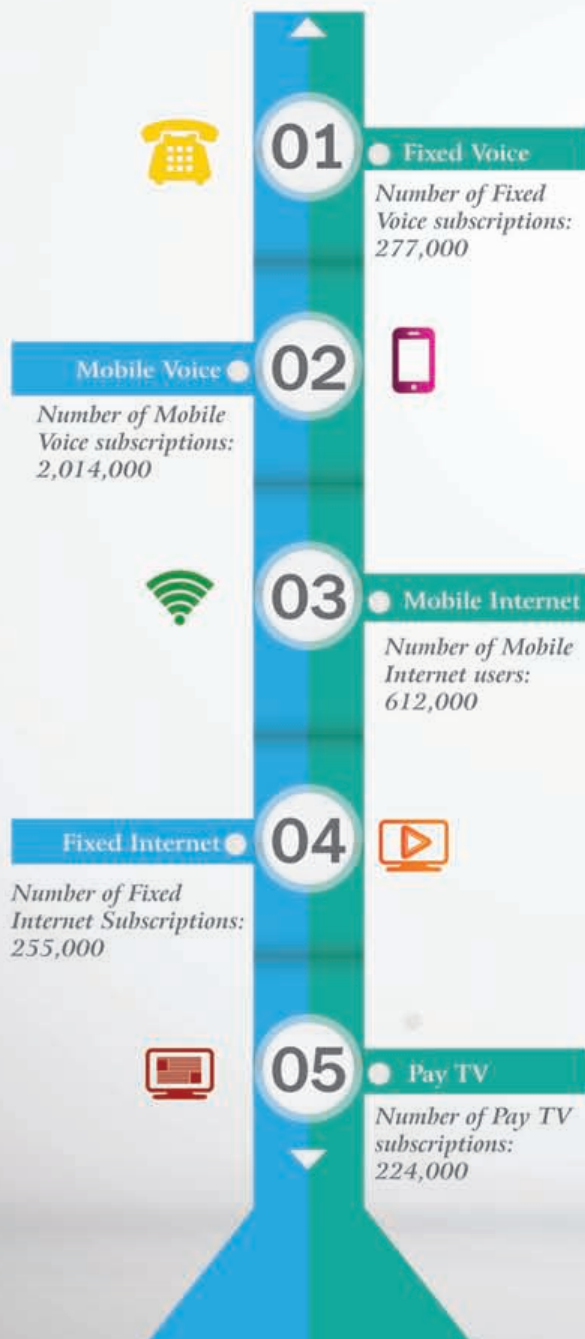 01
Fixed Voice
Number of Fixed
Voice subscriptions:
277,000
02
Mobile Voice
Number of Mobile
Voice subscriptions:
2,014,000
03
Mobile Internet
Number of Mobile
Internet users:
612,000
04
Fixed Internet
Number of Fixed
Internet Subscriptions:
255,000
05
Pay TV
Number of Pay TV
subscriptions:
224,000